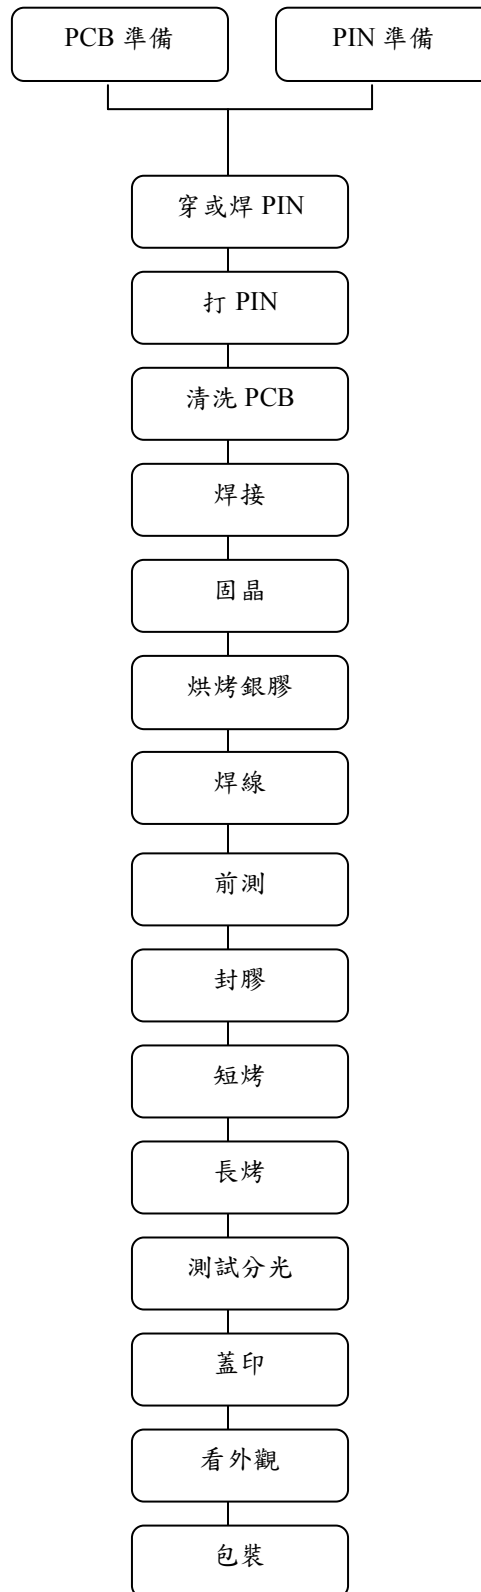 PCB 準備
PIN 準備
穿或焊 PIN
打 PIN
清洗 PCB
焊接
固晶
烘烤銀膠
焊線
前測
封膠
短烤
長烤
測試分光
蓋印
看外觀
包裝